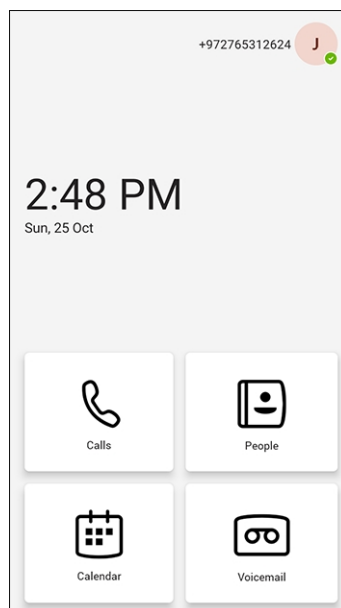 +972765312624
J
2:48 PM
Sun, 25 Oct
Calls
People
Calendar
Voicemail